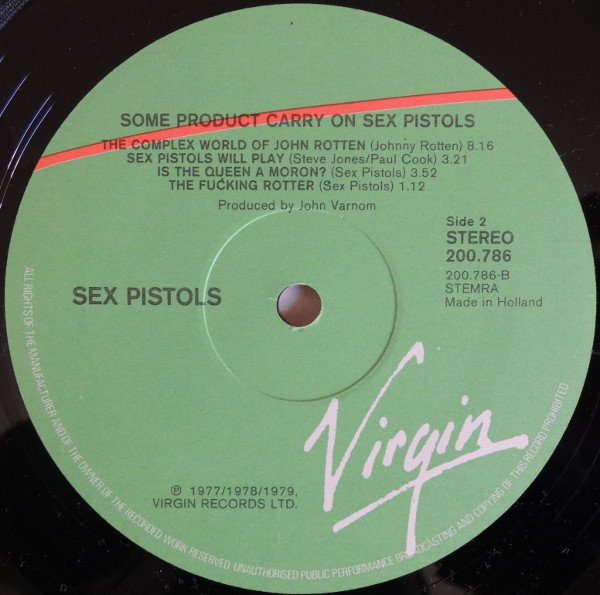 SOME PRODUCT CARRY ON SEX PISTOLS
THE COMPLEX WORLD OF JOHN ROTTEN (Johnny Rotten) 8.16
SEX PISTOLS WILL PLAY (Steve Jones/Paul Cook) 3.21
IS THE QUEEN A MORON? (Sex Pistols) 3.52
THE FUCKING ROTTER (Sex Pistols) 1.12
Produced by John Varnom
Side 2
STEREO
200.786
200.786-B
STEMRA
Made in Holland
SEX PISTOLS
Virgin
℗ 1977/1978/1979,
VIRGIN RECORDS LTD.
ALL RIGHTS OF THE MANUFACTURER AND OF THE OWNER OF THE RECORDED WORK RESERVED UNAUTHORISED PUBLIC PERFORMANCE BROADCASTING AND COPYING OF THIS RECORD PROHIBITED